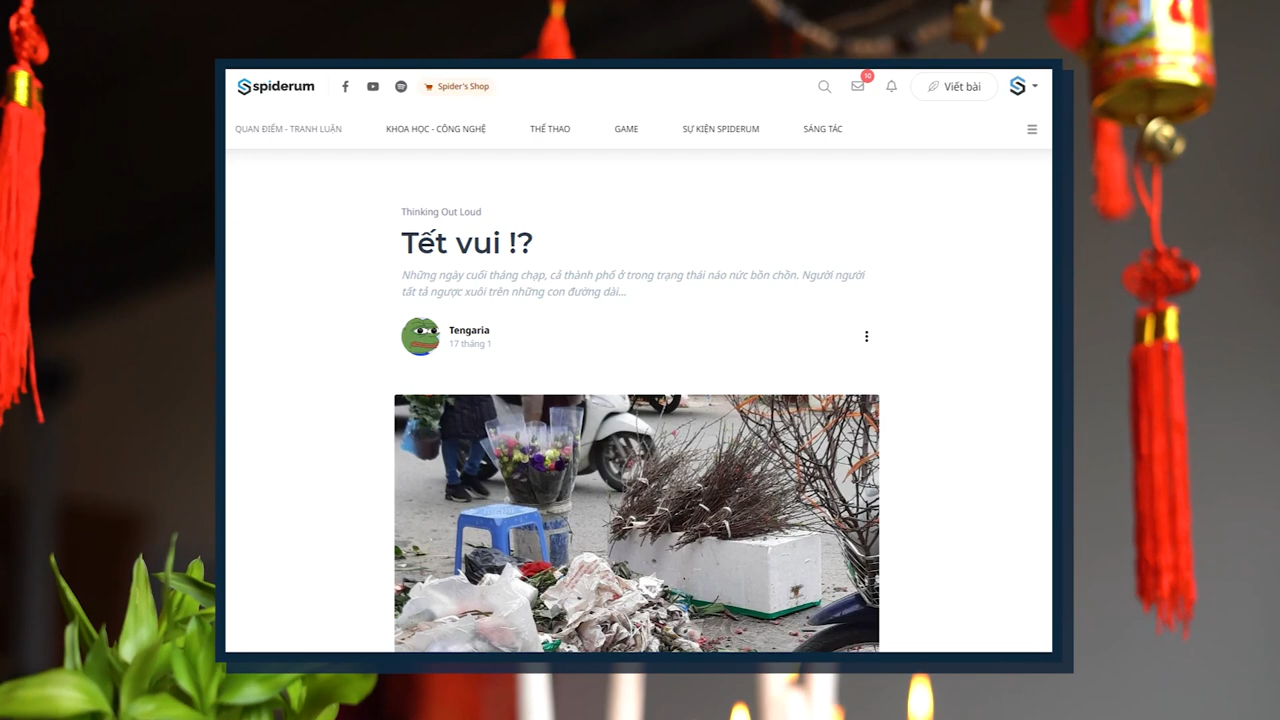 spiderum
Spider's Shop
10
Viết bài
QUAN ĐIỂM - TRANH LUẬN
KHOA HỌC - CÔNG NGHỆ
THỂ THAO
GAME
SỰ KIỆN SPIDERUM
SÁNG TÁC
Thinking Out Loud
Tết vui !?
Những ngày cuối tháng chạp, cả thành phố ở trong trạng thái náo nức bồn chồn. Người người
tất tả ngược xuôi trên những con đường dài...
Tengaria
17 tháng 1